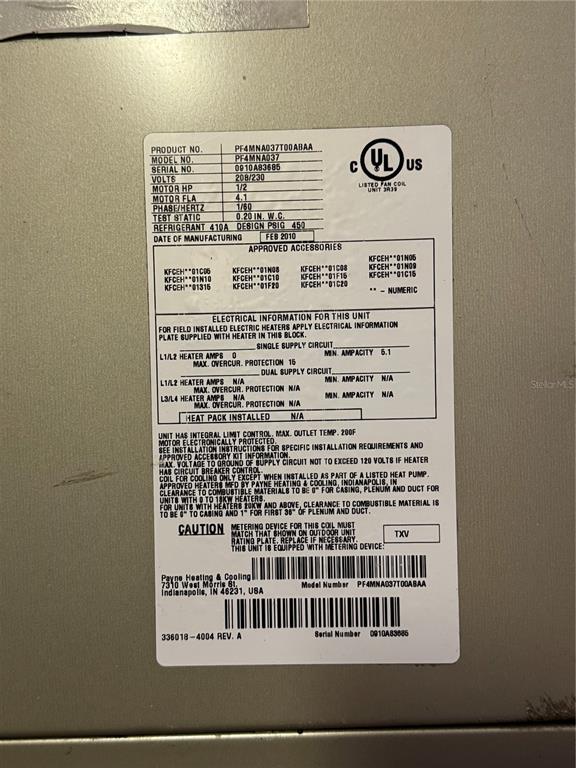 PRODUCT NO. PF4MNA037T00ABAA
MODEL NO. PF4MNA037
SERIAL NO. 0910A83685
VOLTS 208/230
MOTOR HP 1/2
MOTOR FLA 4.1
PHASE/HERTZ 1/60
TEST STATIC 0.20 IN. W.C.
REFRIGERANT 410A DESIGN PSIG 450
DATE OF MANUFACTURING FEB 2010
C UL US
LISTED FAN COIL
UNIT 3R39
APPROVED ACCESSORIES
KFCEH**01C05 KFCEH**01N08 KFCEH**01C08 KFCEH**01N05
KFCEH**01N10 KFCEH**01C10 KFCEH**01F15 KFCEH**01N09
KFCEH**01315 KFCEH**01F20 KFCEH**01C20 KFCEH**01C15
** - NUMERIC
ELECTRICAL INFORMATION FOR THIS UNIT
FOR FIELD INSTALLED ELECTRIC HEATERS APPLY ELECTRICAL INFORMATION
PLATE SUPPLIED WITH HEATER IN THIS BLOCK.
SINGLE SUPPLY CIRCUIT
L1/L2 HEATER AMPS 0 MIN. AMPACITY 5.1
MAX. OVERCUR. PROTECTION 15
DUAL SUPPLY CIRCUIT
L1/L2 HEATER AMPS N/A MIN. AMPACITY N/A
MAX. OVERCUR. PROTECTION N/A
L3/L4 HEATER AMPS N/A MIN. AMPACITY N/A
MAX. OVERCUR. PROTECTION N/A
HEAT PACK INSTALLED N/A
UNIT HAS INTEGRAL LIMIT CONTROL. MAX. OUTLET TEMP. 200F
MOTOR ELECTRONICALLY PROTECTED.
SEE INSTALLATION INSTRUCTIONS FOR SPECIFIC INSTALLATION REQUIREMENTS AND
APPROVED ACCESSORY KIT INFORMATION.
MAX. VOLTAGE TO GROUND OF SUPPLY CIRCUIT NOT TO EXCEED 120 VOLTS IF HEATER
HAS CIRCUIT BREAKER CONTROL.
COIL FOR COOLING ONLY EXCEPT WHEN INSTALLED AS PART OF A LISTED HEAT PUMP.
APPROVED HEATERS MFD BY PAYNE HEATING & COOLING, INDIANAPOLIS, IN
CLEARANCE TO COMBUSTIBLE MATERIALS TO BE 0" FOR CASING, PLENUM AND DUCT FOR
UNITS WITH 0 TO 18KW HEATERS.
FOR UNITS WITH HEATERS 20KW AND ABOVE, CLEARANCE TO COMBUSTIBLE MATERIAL IS
TO BE 0" TO CASING AND 1" FOR FIRST 36" OF PLENUM AND DUCT.
CAUTION METERING DEVICE FOR THIS COIL MUST
MATCH THAT SHOWN ON OUTDOOR UNIT
RATING PLATE. REPLACE IF NECESSARY.
THIS UNIT IS EQUIPPED WITH METERING DEVICE:
TXV
Payne Heating & Cooling
7310 West Morris St.
Indianapolis, IN 46231, USA
Model Number PF4MNA037T00ABAA
336018-4004 REV. A
Serial Number 0910A83685
StellarMLS